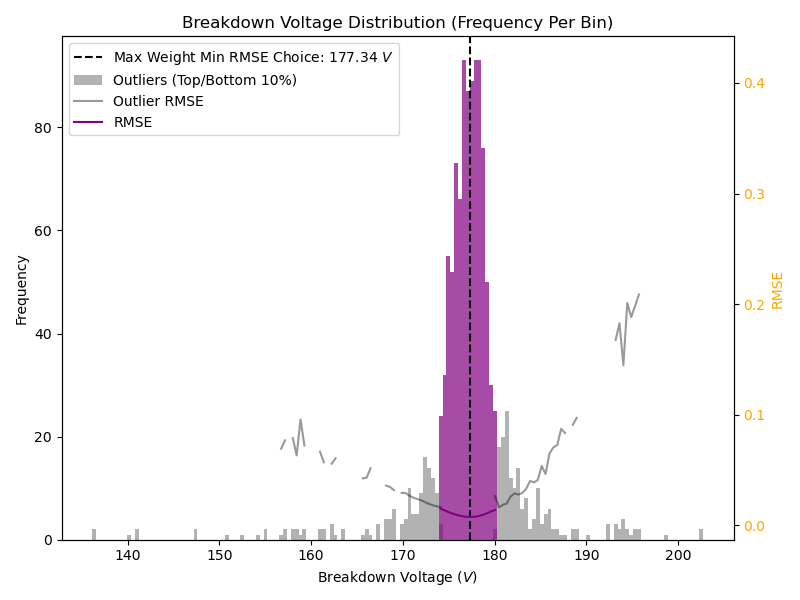 Breakdown Voltage Distribution (Frequency Per Bin)
Max Weight Min RMSE Choice: 177.34 V
Outliers (Top/Bottom 10%)
Outlier RMSE
RMSE
Frequency
80
60
40
20
0
0.4
0.3
0.2
0.1
0.0
RMSE
140 150 160 170 180 190 200
Breakdown Voltage (V)